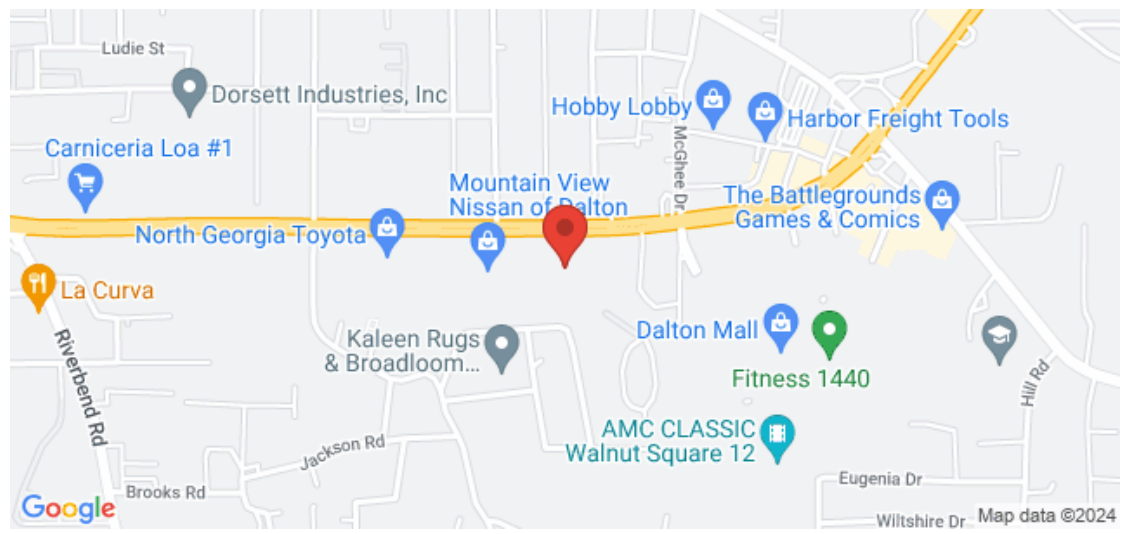 Ludie St
Dorsett Industries, Inc
Hobby Lobby
Harbor Freight Tools
Carniceria Loa #1
McGhee Dr
Mountain View
Nissan of Dalton
The Battlegrounds
Games & Comics
North Georgia Toyota
La Curva
Kaleen Rugs
& Broadloom...
Dalton Mall
Fitness 1440
Riverbend Rd
Hill Rd
AMC CLASSIC
Walnut Square 12
Jackson Rd
Eugenia Dr
Brooks Rd
Google
Wiltshire Dr
Map data ©2024